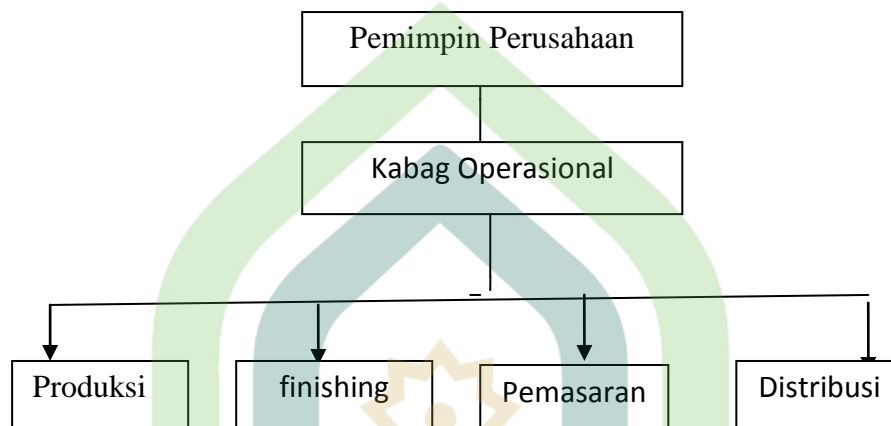 Pemimpin Perusahaan
Kabag Operasional
Produksi
finishing
Pemasaran
Distribusi